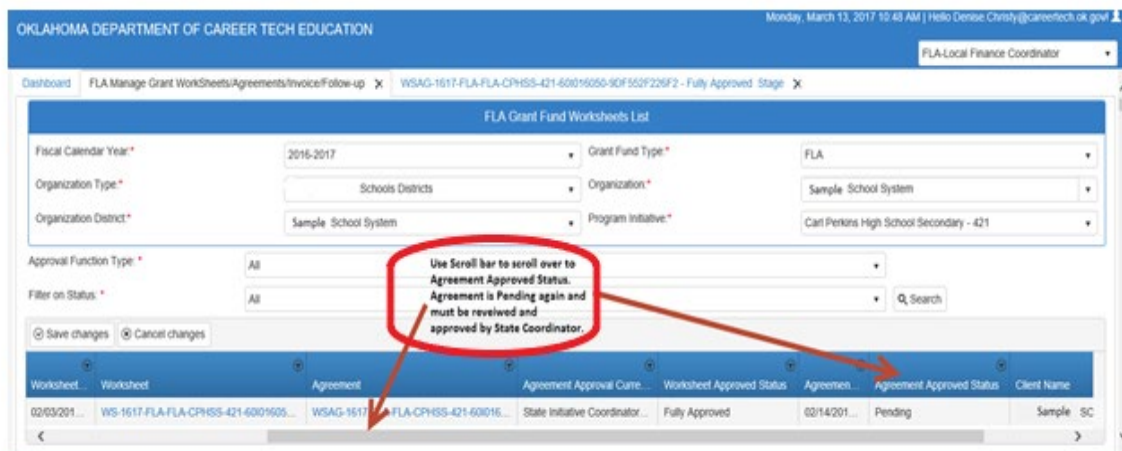 Monday, March 13, 2017 10:48 AM | Hello Denise.Christy@careertech.ok.gov!
OKLAHOMA DEPARTMENT OF CAREER TECH EDUCATION
FLA-Local Finance Coordinator
Dashboard FLA Manage Grant WorkSheets/Agreements/Invoice/Follow-up X WSAG-1617-FLA-FLA-CPHSS-421-60I016050-9DF552F226F2 - Fully Approved Stage X
FLA Grant Fund Worksheets List
Fiscal Calendar Year:* 2016-2017 Grant Fund Type:* FLA
Organization Type:* Schools Districts Organization:* Sample School System
Organization District:* Sample School System Program Initiative:* Carl Perkins High School Secondary - 421
Approval Function Type: * All
Filter on Status: * All Search
Use Scroll bar to scroll over to
Agreement Approved Status.
Agreement is Pending again and
must be reveiwed and
approved by State Coordinator.
Save changes Cancel changes
Worksheet... Worksheet Agreement Agreement Approval Curre... Worksheet Approved Status Agreemen... Agreement Approved Status Client Name
02/03/201... WS-1617-FLA-FLA-CPHSS-421-60I01605... WSAG-1617-FLA-FLA-CPHSS-421-60I016... State Initiative Coordinator... Fully Approved 02/14/201... Pending Sample SC